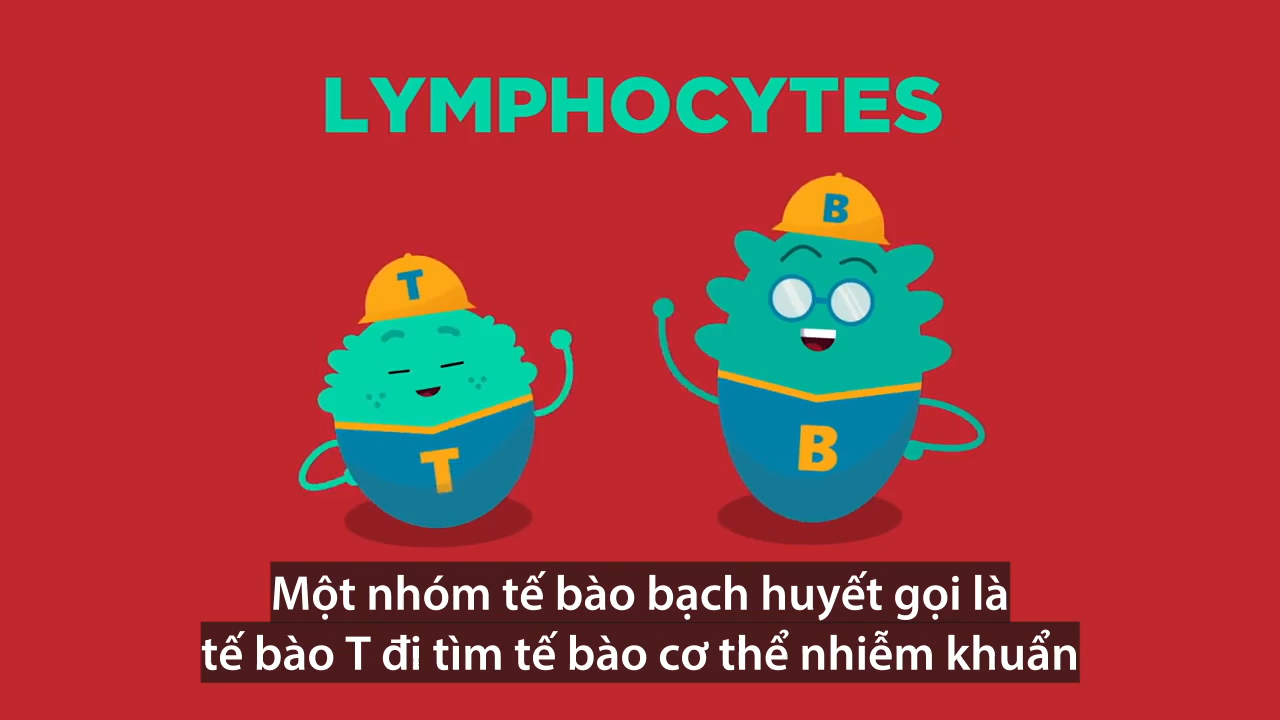 LYMPHOCYTES
B
T
B
T
Một nhóm tế bào bạch huyết gọi là
tế bào T đi tìm tế bào cơ thể nhiễm khuẩn